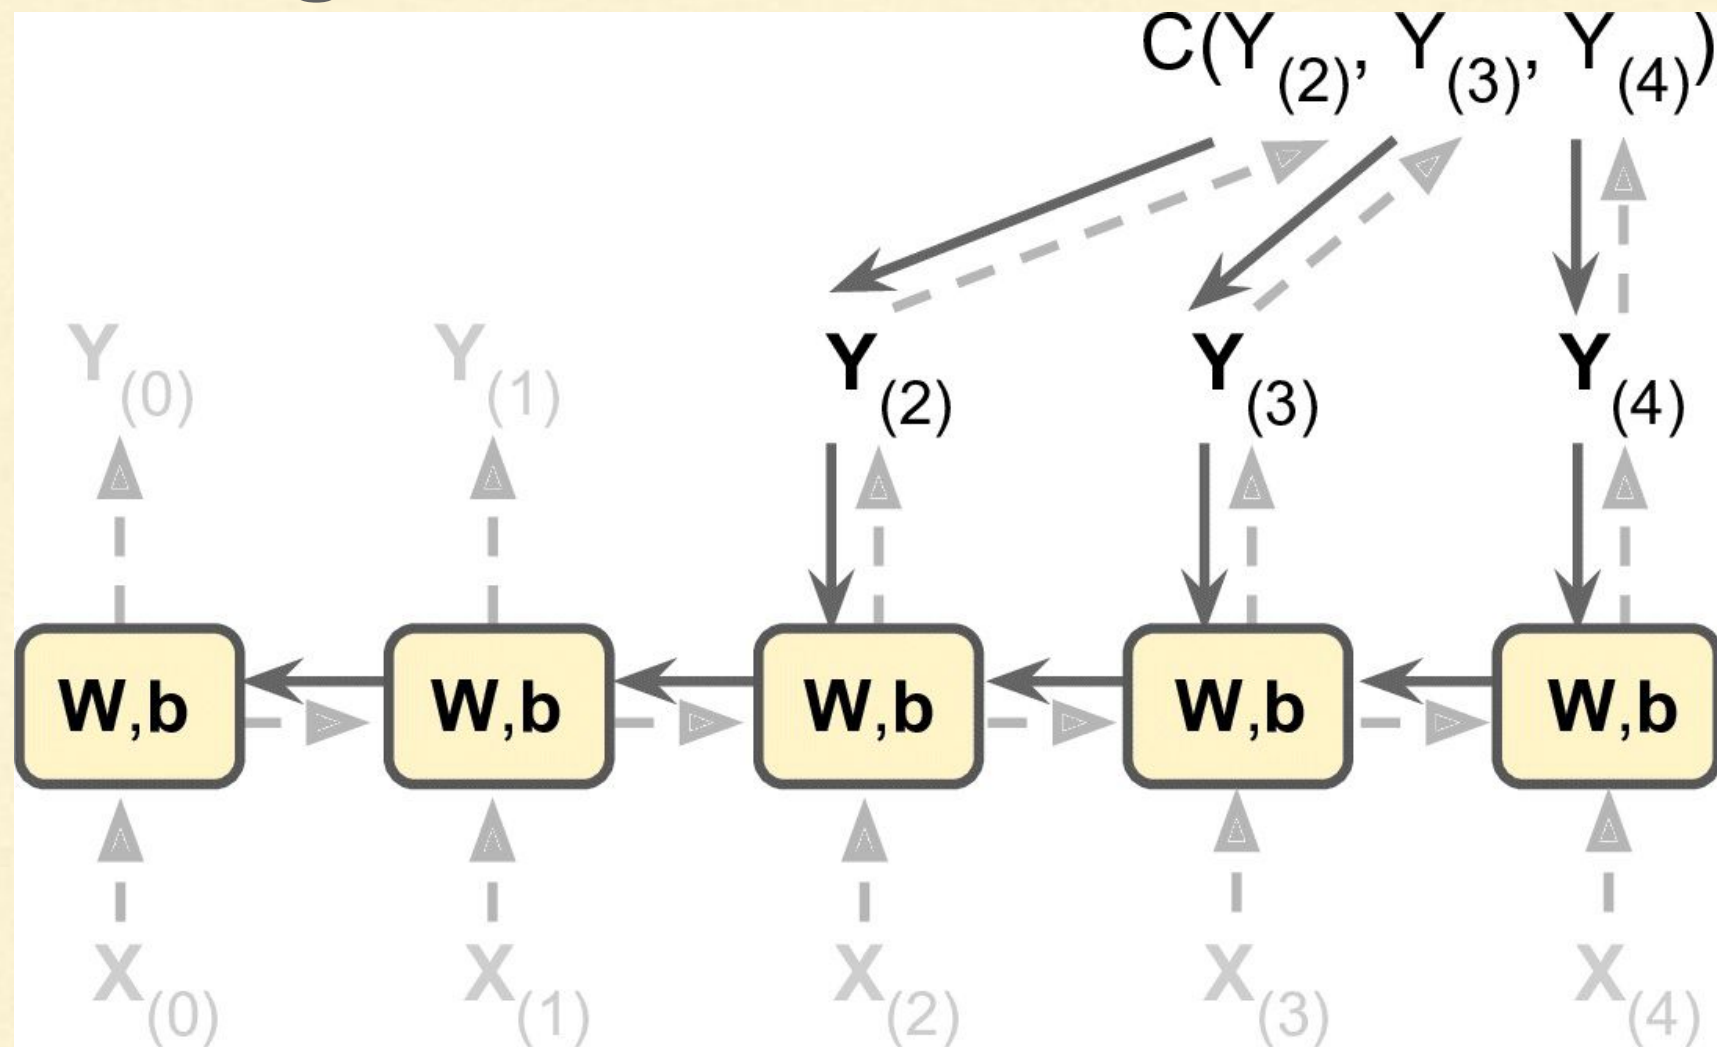 C(Y(2), Y(3), Y(4))
Y(0) Y(1) Y(2) Y(3) Y(4)
W,b W,b W,b W,b W,b
X(0) X(1) X(2) X(3) X(4)